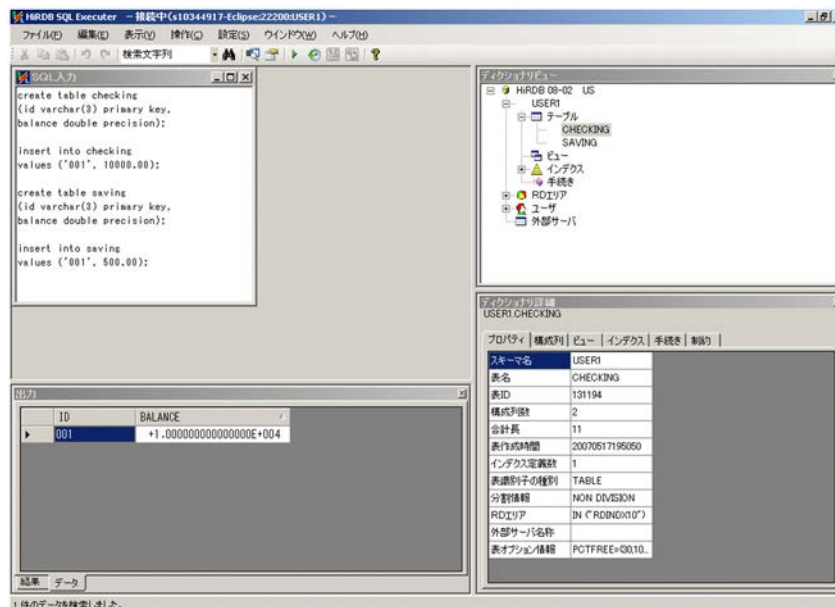 HiRDB SQL Executer －接続中(s10344917-Eclipse:22200:USER1)－
ファイル(F) 編集(E) 表示(V) 操作(C) 設定(S) ウインドウ(W) ヘルプ(H)
検索文字列
SQL入力
create table checking
(id varchar(3) primary key,
balance double precision);
insert into checking
values ('001', 10000.00);
create table saving
(id varchar(3) primary key,
balance double precision);
insert into saving
values ('001', 500.00);
ディクショナリビュー
HiRDB 08-02 US
USER1
テーブル
CHECKING
SAVING
ビュー
インデクス
手続き
RDエリア
ユーザ
外部サーバ
ディクショナリ詳細
USER1.CHECKING
プロパティ 構成列 ビュー インデクス 手続き 制約
スキーマ名 USER1
表名 CHECKING
表ID 131194
構成列数 2
合計長 11
表作成時間 20070517195050
インデクス定義数 1
表識別子の種別 TABLE
分割情報 NON DIVISION
RDエリア IN ("RDINDX10")
外部サーバ名称
表オプション情報 PCTFREE=(30,10...
出力
ID BALANCE
001 +1.000000000000000E+004
結果 データ
1 件のデータを検索しました。